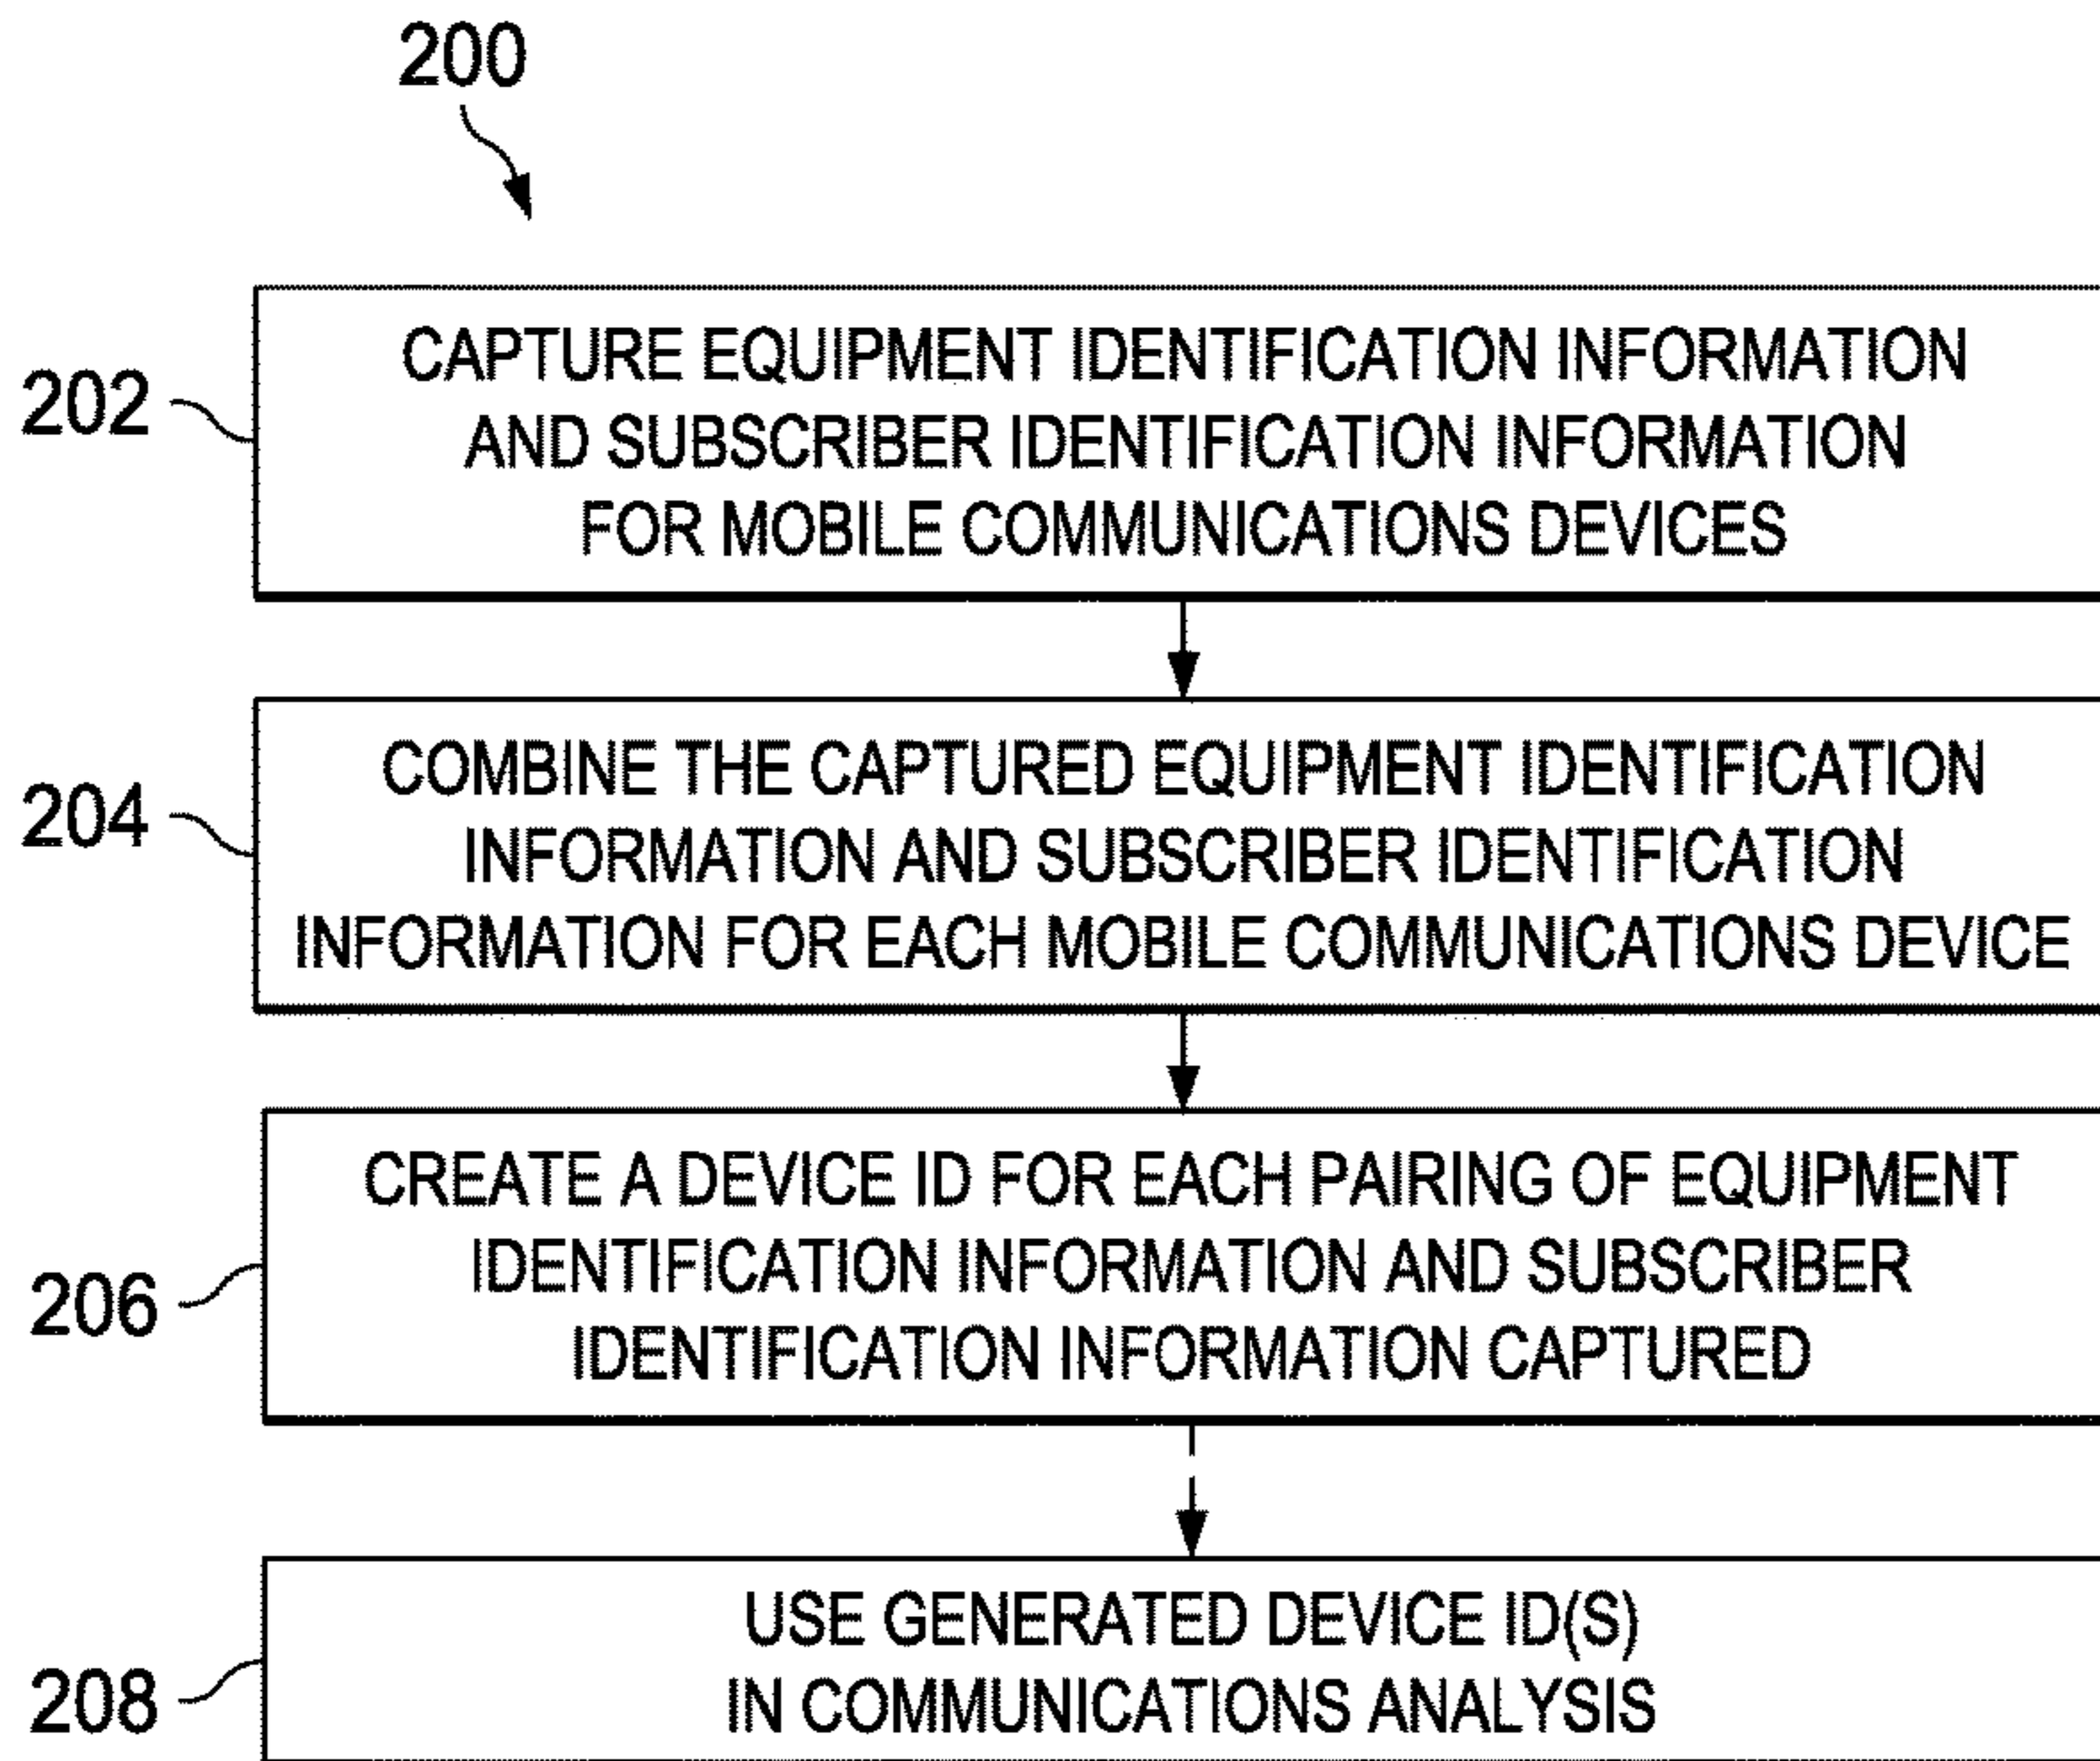 200
202
CAPTURE EQUIPMENT IDENTIFICATION INFORMATION
AND SUBSCRIBER IDENTIFICATION INFORMATION
FOR MOBILE COMMUNICATIONS DEVICES
204
COMBINE THE CAPTURED EQUIPMENT IDENTIFICATION
INFORMATION AND SUBSCRIBER IDENTIFICATION
INFORMATION FOR EACH MOBILE COMMUNICATIONS DEVICE
206
CREATE A DEVICE ID FOR EACH PAIRING OF EQUIPMENT
IDENTIFICATION INFORMATION AND SUBSCRIBER
IDENTIFICATION INFORMATION CAPTURED
208
USE GENERATED DEVICE ID(S)
IN COMMUNICATIONS ANALYSIS